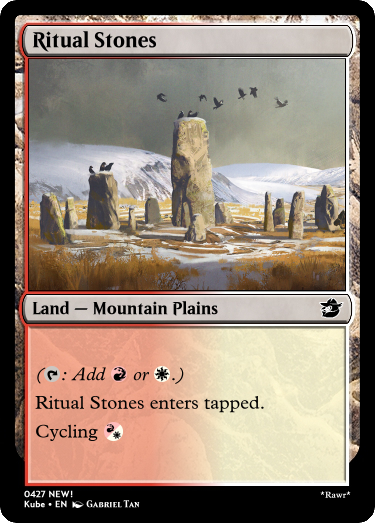 Ritual Stones
Land — Mountain Plains
(: Add or .)
Ritual Stones enters tapped.
Cycling
0427 NEW!
Kube • EN Gabriel Tan
*Rawr*